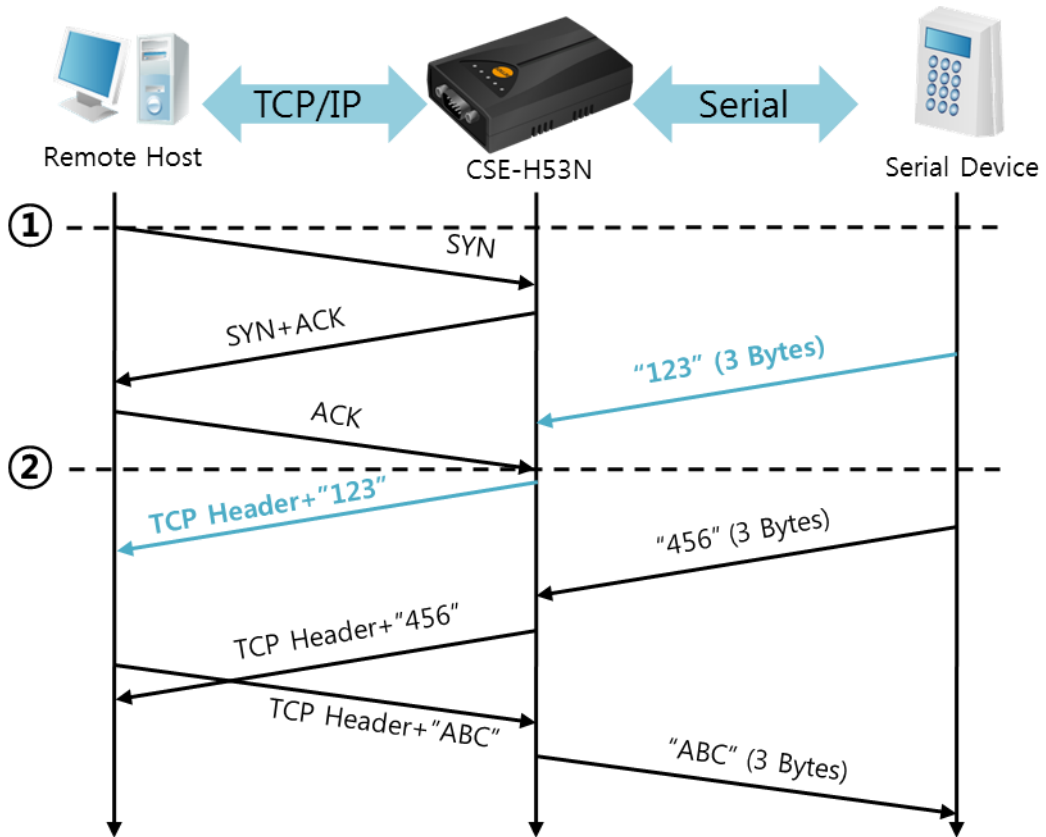 TCP/IP
Serial
Remote Host
CSE-H53N
Serial Device
①
SYN
SYN+ACK
"123" (3 Bytes)
ACK
②
TCP Header+"123"
"456" (3 Bytes)
TCP Header+"456"
TCP Header+"ABC"
"ABC" (3 Bytes)